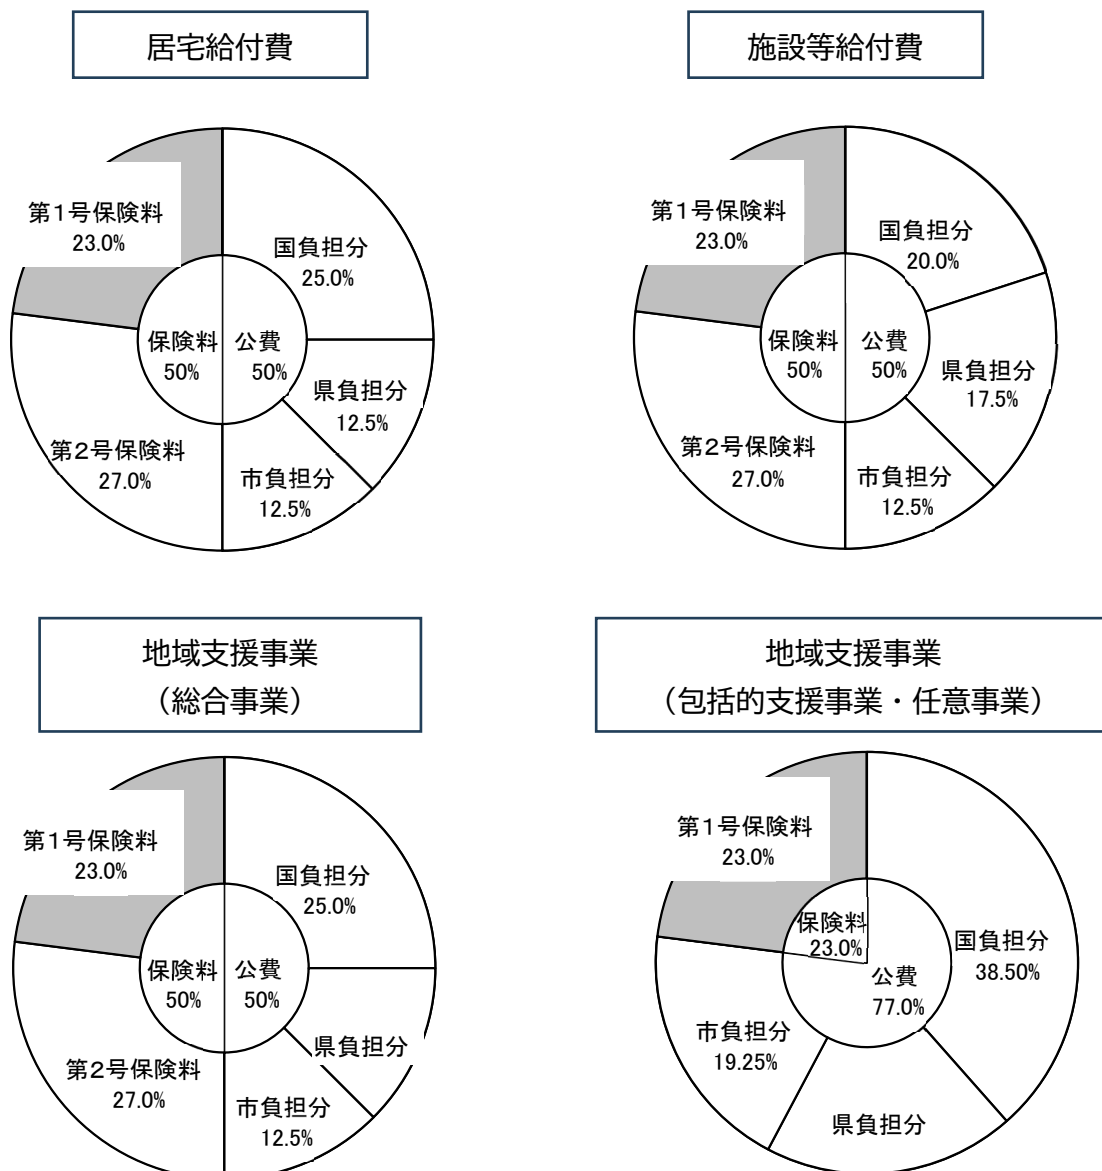 居宅給付費
第1号保険料
23.0%
国負担分
25.0%
保険料
50%
公費
50%
県負担分
12.5%
第2号保険料
27.0%
市負担分
12.5%
施設等給付費
第1号保険料
23.0%
国負担分
20.0%
保険料
50%
公費
50%
県負担分
17.5%
第2号保険料
27.0%
市負担分
12.5%
地域支援事業
（総合事業）
第1号保険料
23.0%
国負担分
25.0%
保険料
50%
公費
50%
県負担分
第2号保険料
27.0%
市負担分
12.5%
地域支援事業
（包括的支援事業・任意事業）
第1号保険料
23.0%
保険料
23.0%
国負担分
38.50%
公費
77.0%
市負担分
19.25%
県負担分